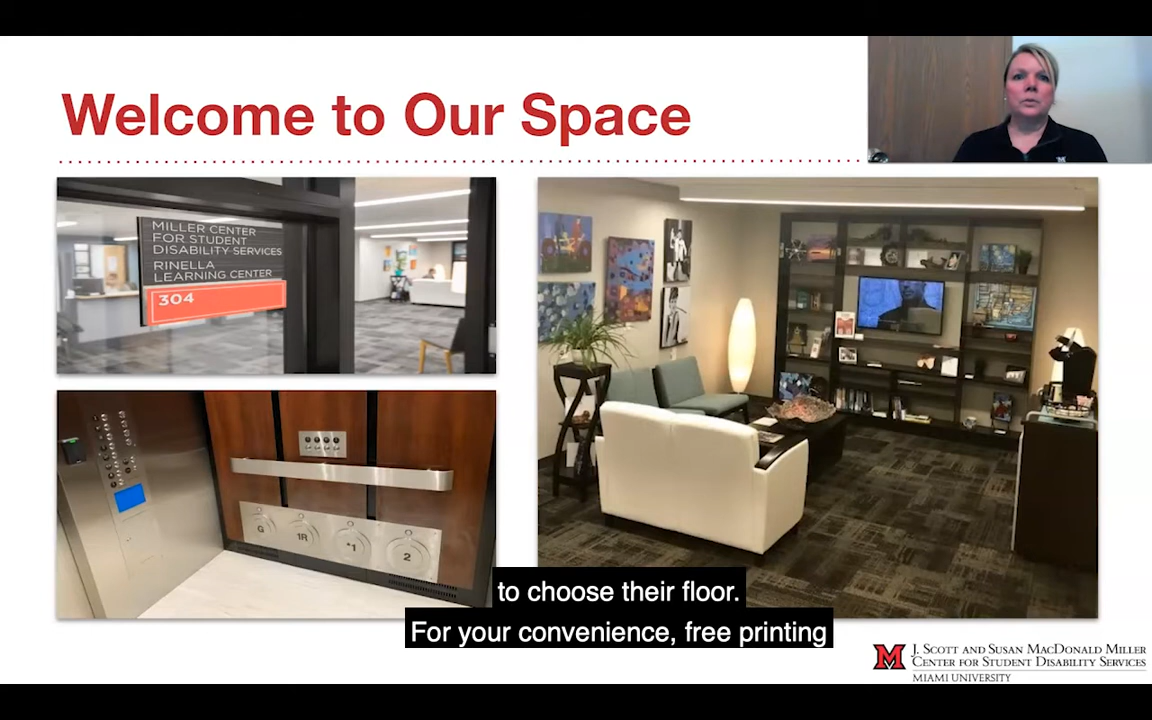 Welcome to Our Space
MILLER CENTER
FOR STUDENT
DISABILITY SERVICES
RINELLA
LEARNING CENTER
304
G
1R
*1
2
to choose their floor.
For your convenience, free printing
M
J. SCOTT AND SUSAN MACDONALD MILLER
CENTER FOR STUDENT DISABILITY SERVICES
MIAMI UNIVERSITY